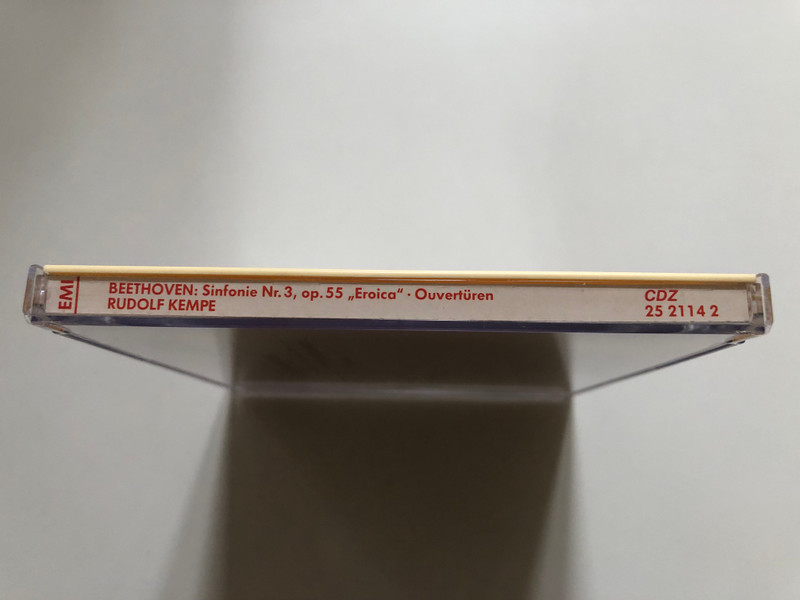 EMI
BEETHOVEN: Sinfonie Nr. 3, op. 55 „Eroica“ · Ouvertüren
RUDOLF KEMPE
CDZ
25 2114 2